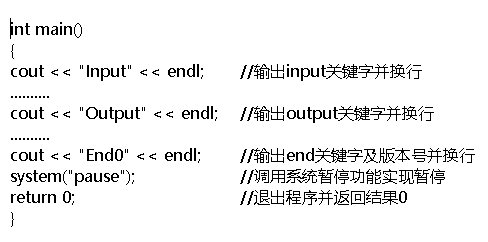 int main()
{
cout << "Input" << endl; //输出input关键字并换行
..........
cout << "Output" << endl; //输出output关键字并换行
..........
cout << "End0" << endl; //输出end关键字及版本号并换行
system("pause"); //调用系统暂停功能实现暂停
return 0; //退出程序并返回结果0
}